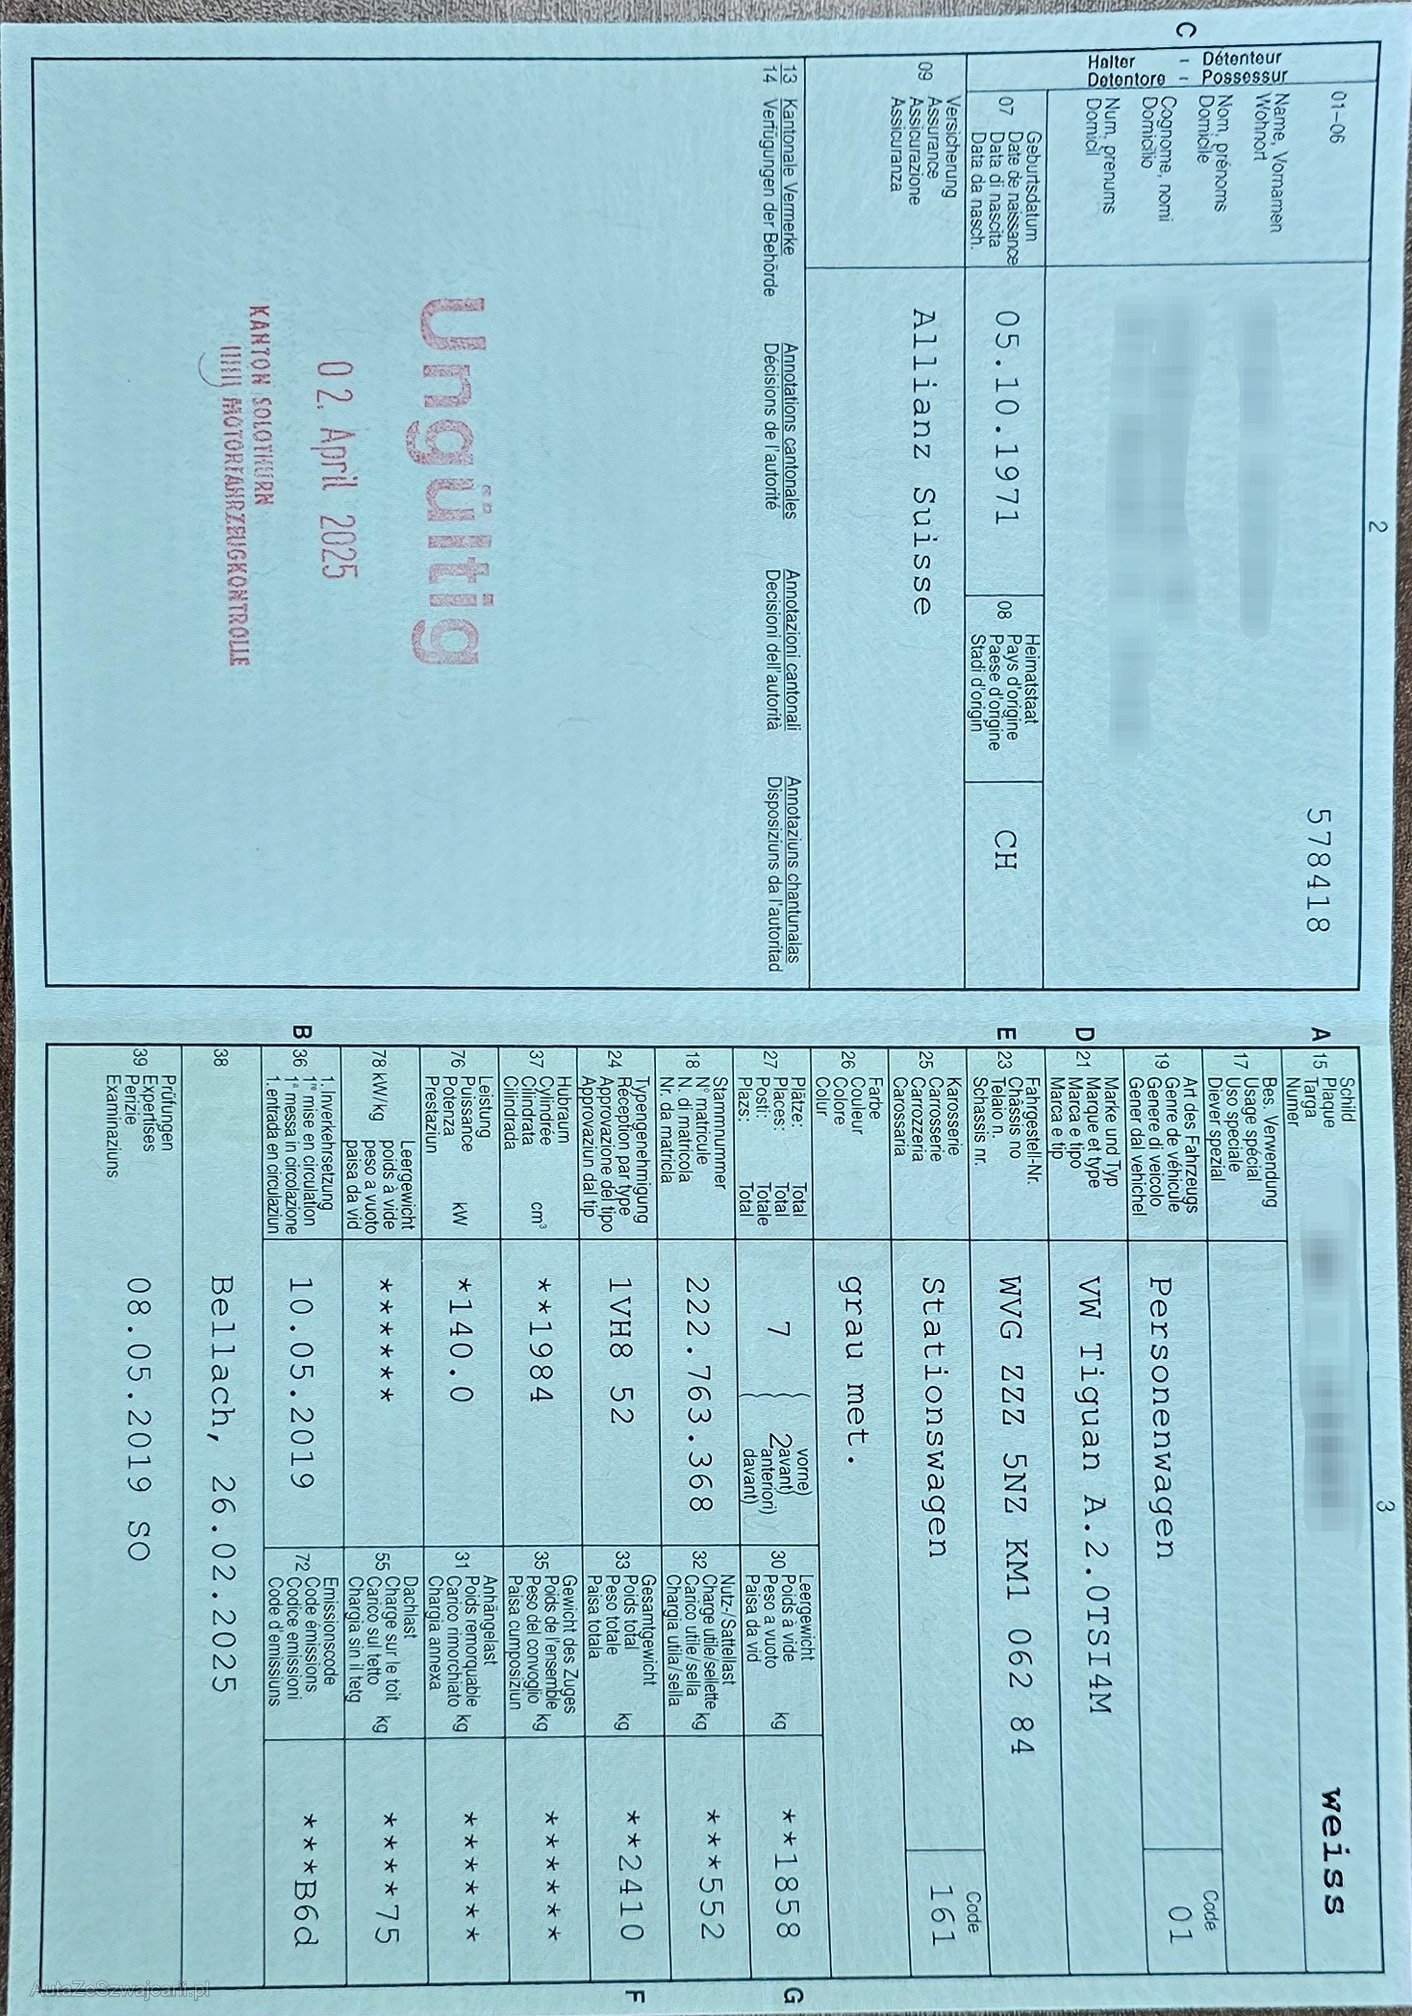 2
C
Halter - Détenteur
Detentore - Possessur
01-06
578418
Name, Vornamen
Wohnort
Nom, prénoms
Domicile
Cognome, nomi
Domicilio
Num, prenums
Domicil
07
Geburtsdatum
Date de naissance
Data di nascita
Data da nasch.
05.10.1971
08
Heimatstaat
Pays d'origine
Paese d'origine
Stadi d'origin
CH
09
Versicherung
Assurance
Assicurazione
Assicuranza
Allianz Suisse
13 Kantonale Vermerke Annotations cantonales Annotazioni cantonali Annotaziuns chantunalas
14 Verfügungen der Behörde Décisions de l'autorité Decisioni dell'autorità Disposiziuns da l'autoritad
Ungültig
02. April 2025
KANTON SOLOTHURN
MOTORFAHRZEUGKONTROLLE
3
A
15
Schild
Plaque
Targa
Numer
weiss
17
Bes. Verwendung
Usage spécial
Uso speciale
Diever spezial
19
Art des Fahrzeugs
Genre de véhicule
Genere di veicolo
Gener dal vehichel
Personenwagen
Code
01
D
21
Marke und Typ
Marque et type
Marca e tipo
Marca e tip
VW Tiguan A.2.0TSI4M
E
23
Fahrgestell-Nr.
Châssis no
Telaio n.
Schassis nr.
WVG ZZZ 5NZ KM1 062 84
25
Karosserie
Carrosserie
Carrozzeria
Carossaria
Stationswagen
Code
161
26
Farbe
Couleur
Colore
Colur
grau met.
27
Plätze: Total
Places: Total
Posti: Totale
Plazs: Total
7
2
vorne)
avant)
anteriori)
davant)
30
Leergewicht
Poids à vide
Peso a vuoto
Paisa da vid
kg
**1858
G
18
Stammnummer
N° matricule
N. di matricola
Nr. da matricla
222.763.368
32
Nutz-/Sattellast
Charge utile/sellette
Carico utile/sella
Chargia utila/sella
kg
***552
24
Typengenehmigung
Réception par type
Approvazione del tipo
Approvaziun dal tip
1VH8 52
33
Gesamtgewicht
Poids total
Peso totale
Paisa totala
kg
**2410
F
37
Hubraum
Cylindrée
Cilindrata
Cilindrada
cm³
**1984
35
Gewicht des Zuges
Poids de l'ensemble
Peso del convoglio
Paisa cumposiziun
kg
******
76
Leistung
Puissance
Potenza
Prestaziun
kW
*140.0
31
Anhängelast
Poids remorquable
Carico rimorchiato
Chargia annexa
kg
******
78 kW/kg
Leergewicht
poids à vide
peso a vuoto
paisa da vid
******
55
Dachlast
Charge sur le toit
Carico sul tetto
Chargia sin il tetg
kg
****75
B
36
1. Inverkehrsetzung
1re mise en circulation
1a messa in circolazione
1. entrada en circulaziun
10.05.2019
72
Emissionscode
Code émissions
Codice emissioni
Code d'emissiuns
***B6d
38
Bellach, 26.02.2025
39
Prüfungen
Expertises
Perizie
Examinaziuns
08.05.2019 SO
AutaZeSzwajcarii.pl